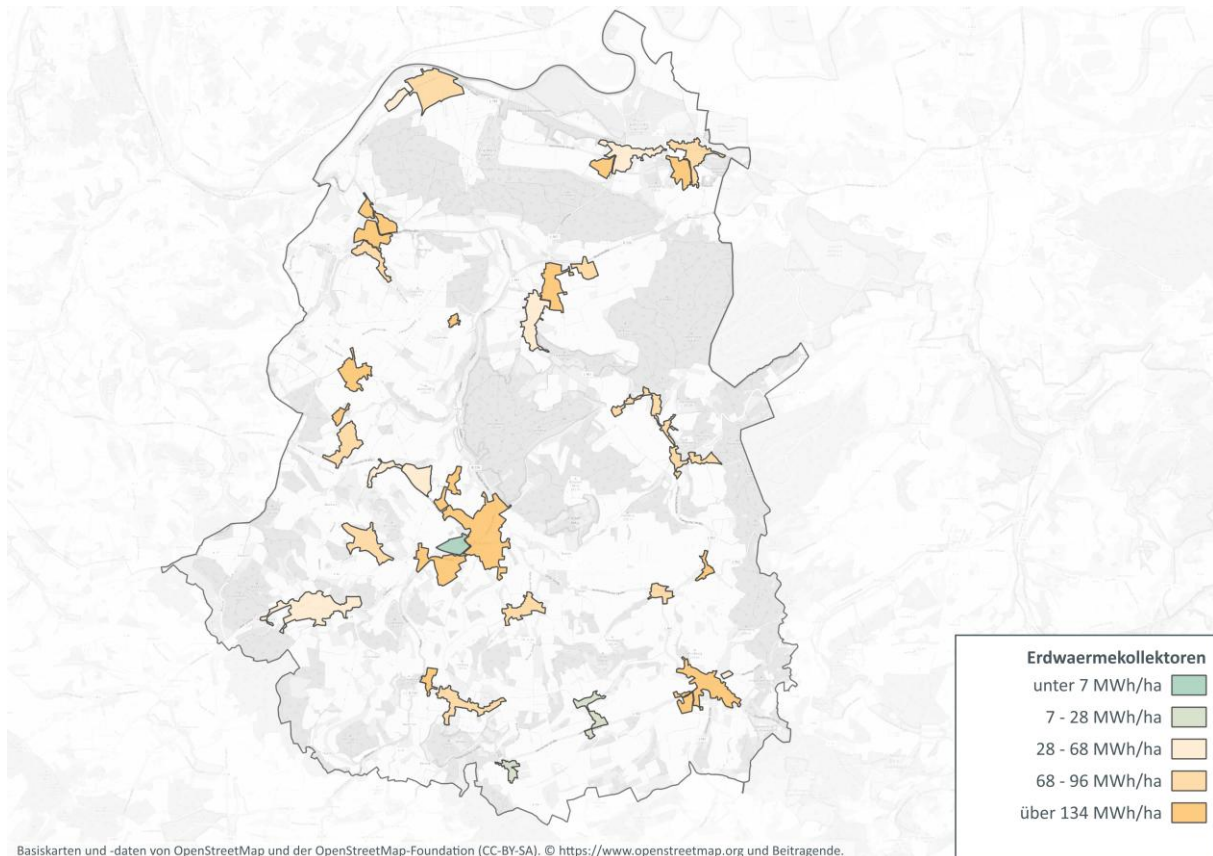 Erdwaermekollektoren
unter 7 MWh/ha
7 - 28 MWh/ha
28 - 68 MWh/ha
68 - 96 MWh/ha
über 134 MWh/ha
Basiskarten und -daten von OpenStreetMap und der OpenStreetMap-Foundation (CC-BY-SA). © https://www.openstreetmap.org und Beitragende.